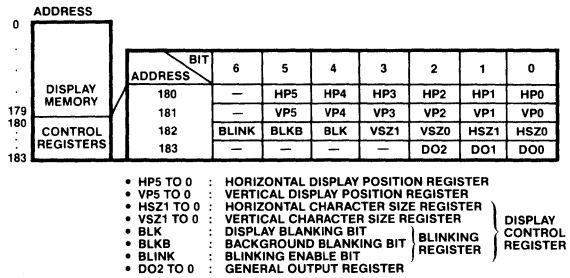 ADDRESS
0
.
.
.
179
180
.
.
183
DISPLAY
MEMORY
CONTROL
REGISTERS
BIT
ADDRESS 6 5 4 3 2 1 0
180 — HP5 HP4 HP3 HP2 HP1 HP0
181 — VP5 VP4 VP3 VP2 VP1 VP0
182 BLINK BLKB BLK VSZ1 VSZ0 HSZ1 HSZ0
183 — — — — DO2 DO1 DO0
• HP5 TO 0 : HORIZONTAL DISPLAY POSITION REGISTER
• VP5 TO 0 : VERTICAL DISPLAY POSITION REGISTER
• HSZ1 TO 0 : HORIZONTAL CHARACTER SIZE REGISTER
• VSZ1 TO 0 : VERTICAL CHARACTER SIZE REGISTER
• BLK : DISPLAY BLANKING BIT
• BLKB : BACKGROUND BLANKING BIT
• BLINK : BLINKING ENABLE BIT
• DO2 TO 0 : GENERAL OUTPUT REGISTER
BLINKING
REGISTER
DISPLAY
CONTROL
REGISTER